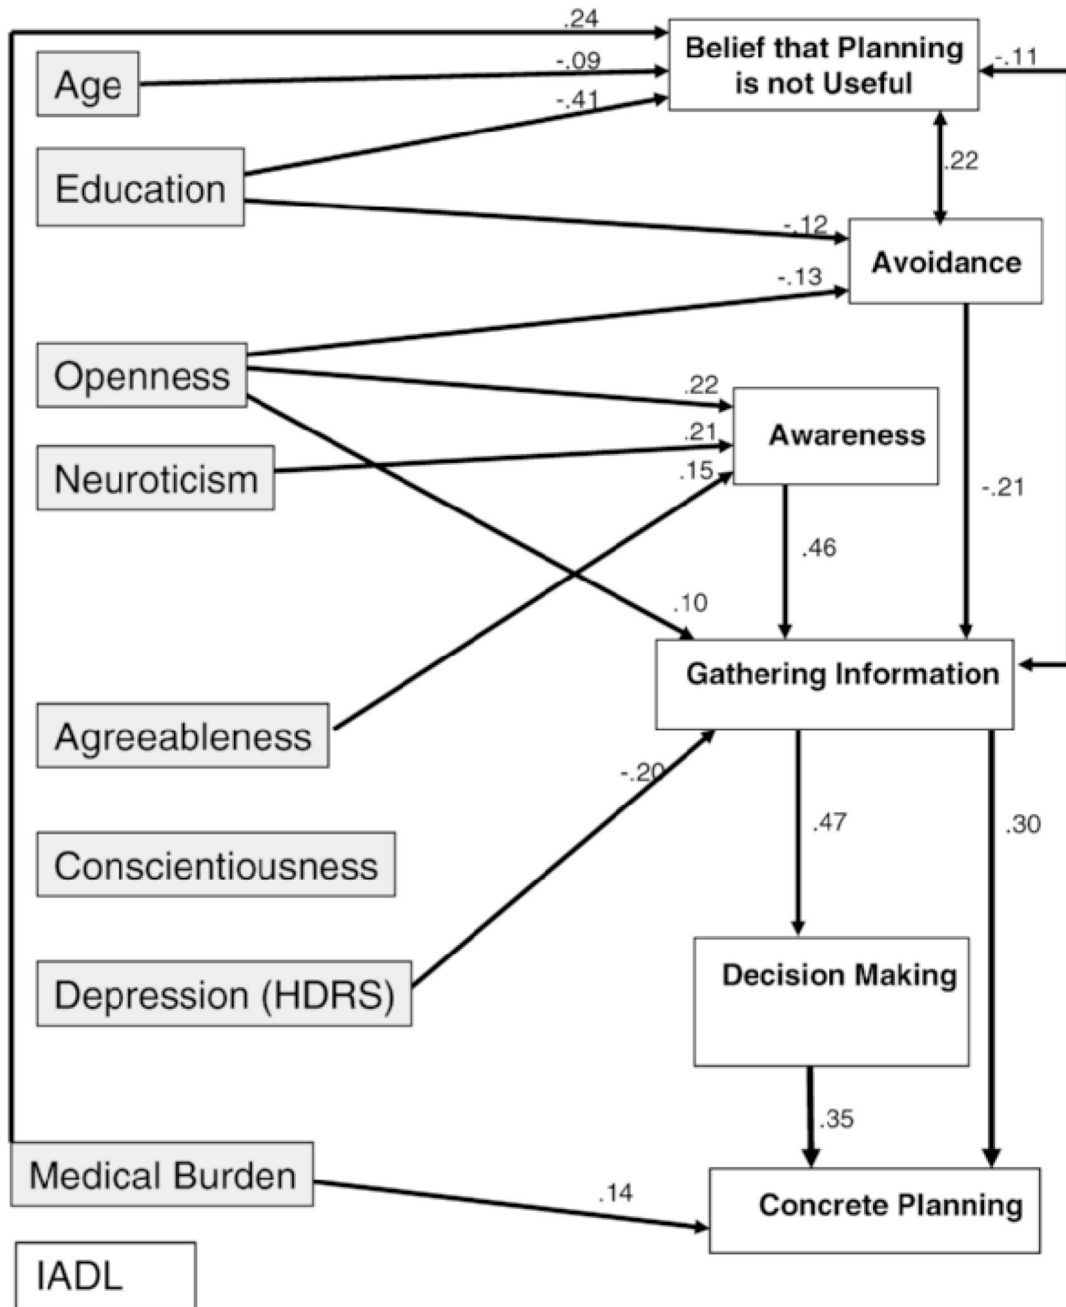 .24
Belief that Planning
is not Useful
-.11
Age
-.09
-.41
Education
.22
-.12
Avoidance
-.13
Openness
.22
Awareness
.21
Neuroticism
.15
-.21
.46
.10
Gathering Information
Agreeableness
-.20
.47
.30
Conscientiousness
Decision Making
Depression (HDRS)
.35
Medical Burden
.14
Concrete Planning
IADL